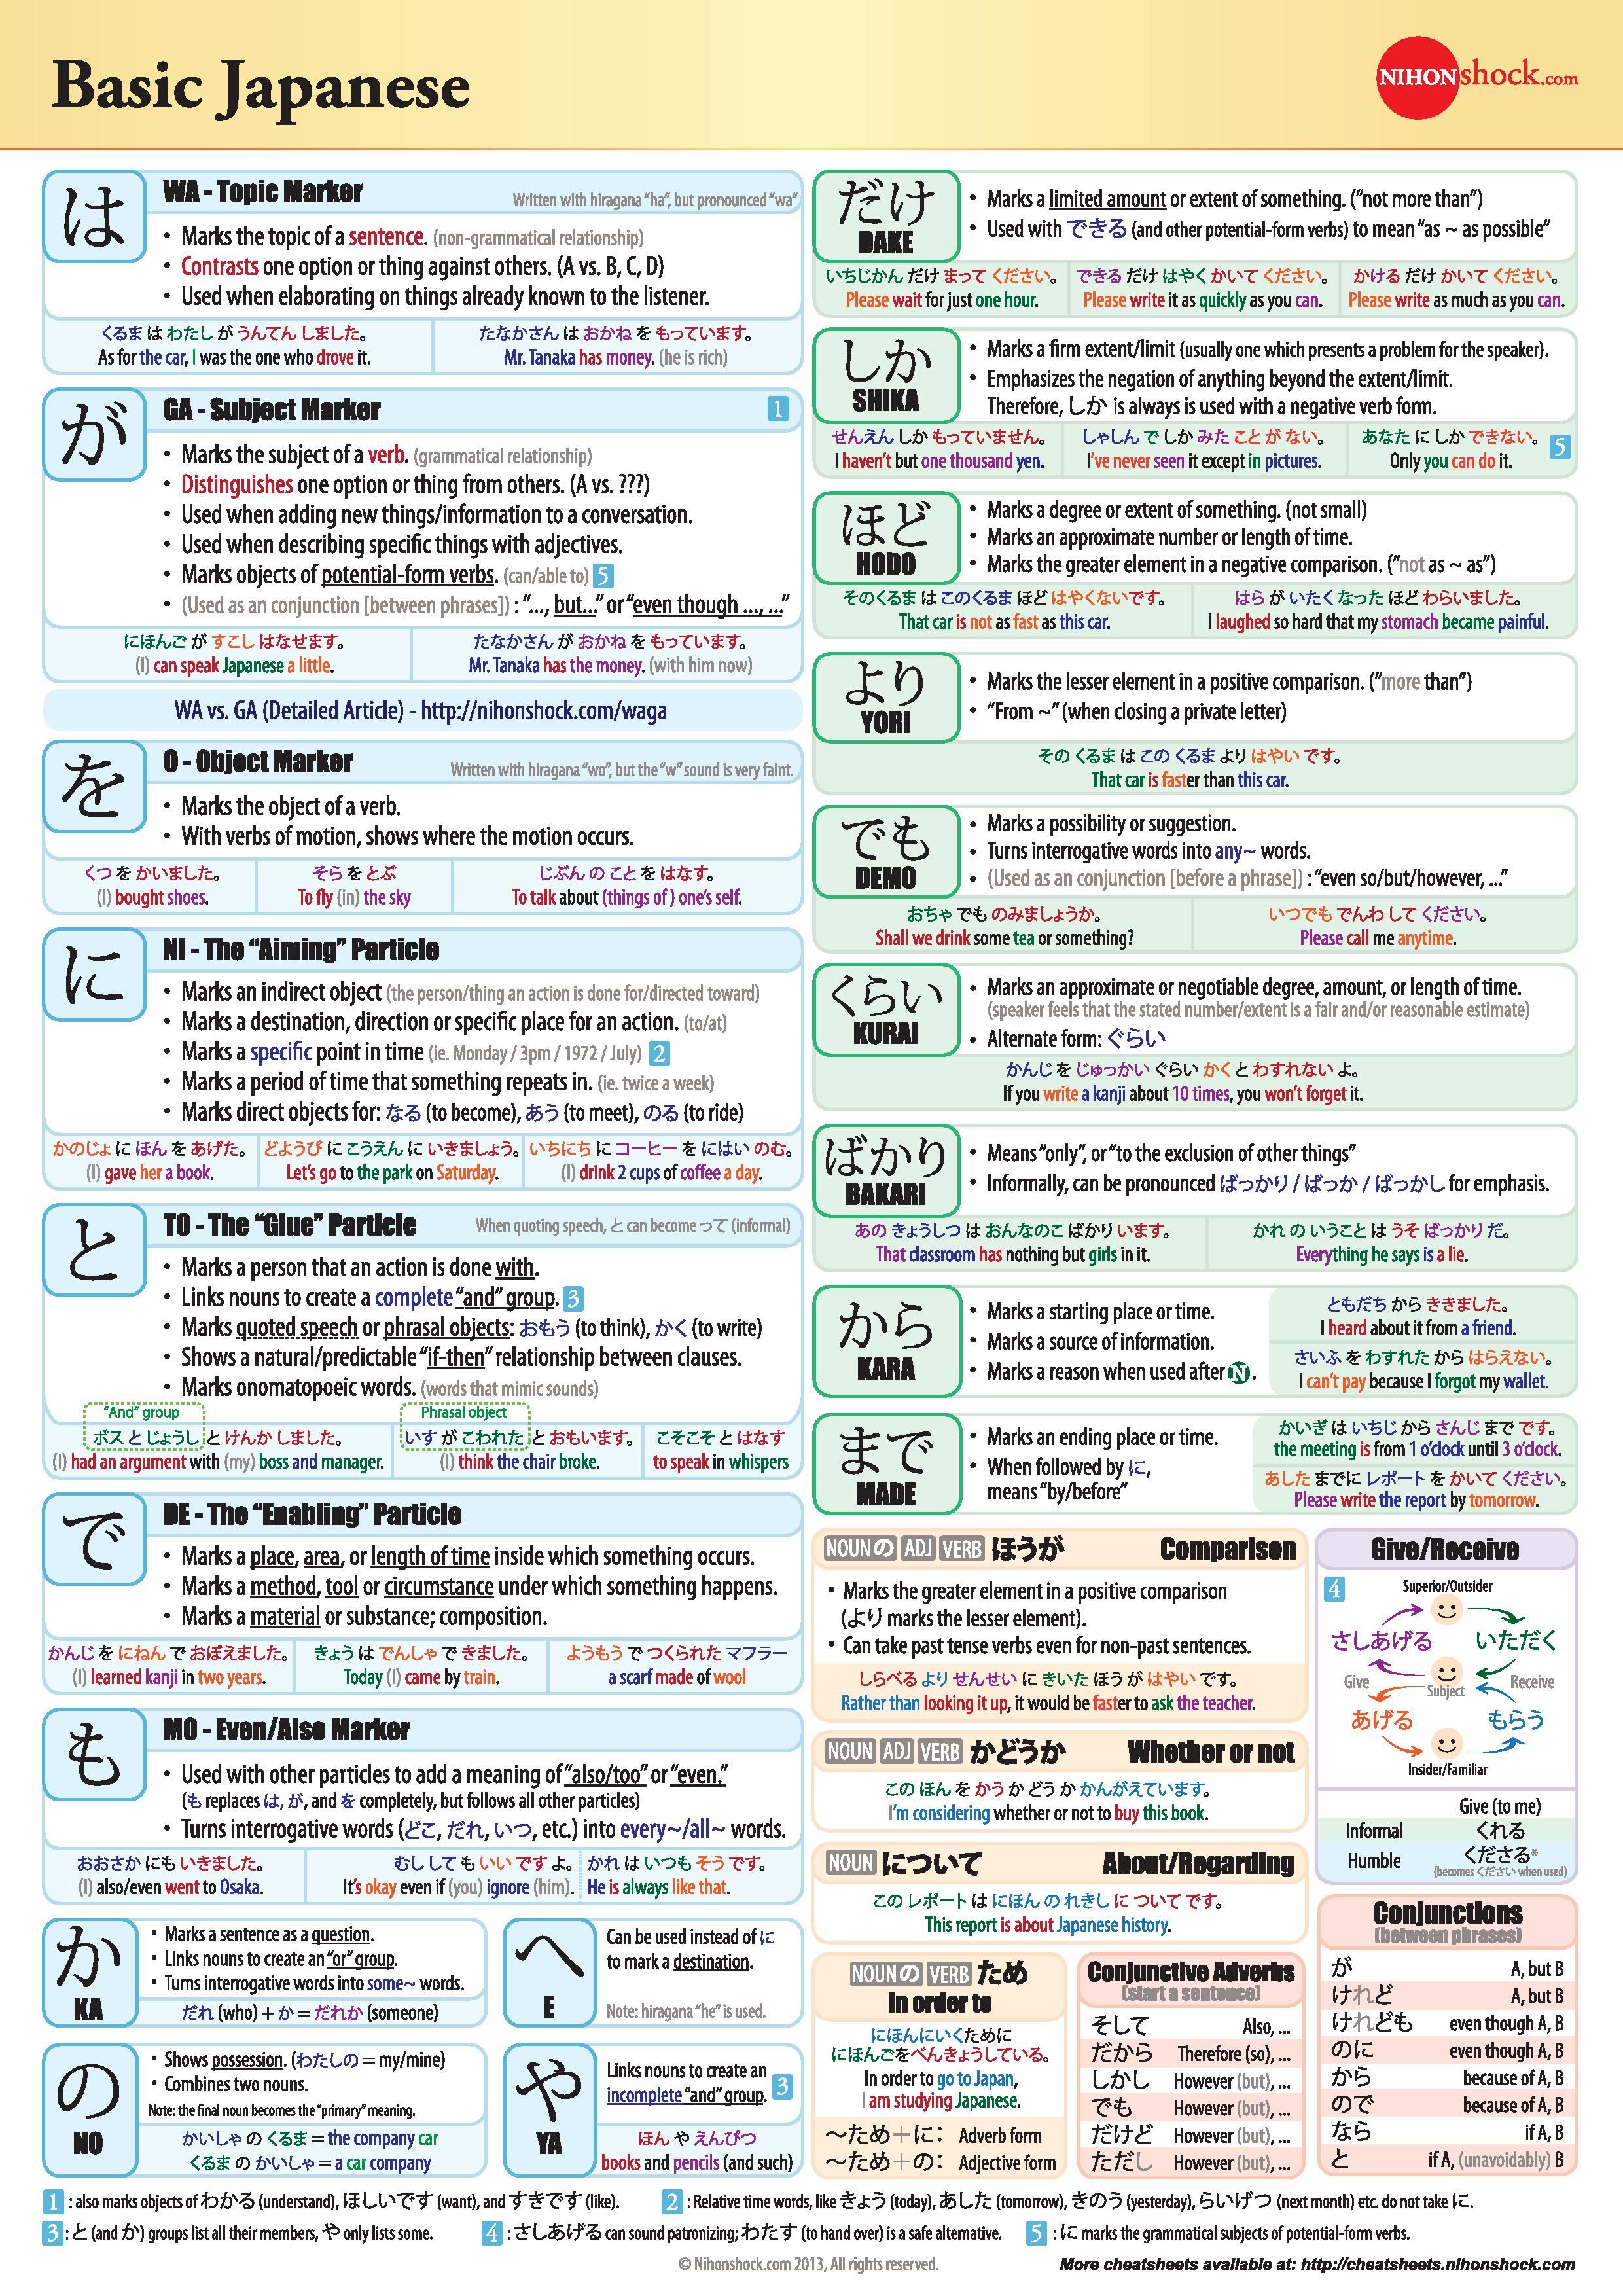 Basic Japanese
NIHONshock.com
は
WA - Topic Marker
Written with hiragana “ha”, but pronounced “wa”
• Marks the topic of a sentence. (non-grammatical relationship)
• Contrasts one option or thing against others. (A vs. B, C, D)
• Used when elaborating on things already known to the listener.
くるま は わたし が うんてん しました。
As for the car, I was the one who drove it.
たなかさん は おかね を もっています。
Mr. Tanaka has money. (he is rich)
が
GA - Subject Marker
1
• Marks the subject of a verb. (grammatical relationship)
• Distinguishes one option or thing from others. (A vs. ???)
• Used when adding new things/information to a conversation.
• Used when describing specific things with adjectives.
• Marks objects of potential-form verbs. (can/able to) 5
• (Used as an conjunction [between phrases]) : “..., but...” or “even though ..., ...”
にほんご が すこし はなせます。
(I) can speak Japanese a little.
たなかさん が おかね を もっています。
Mr. Tanaka has the money. (with him now)
WA vs. GA (Detailed Article) - http://nihonshock.com/waga
を
O - Object Marker
Written with hiragana “wo”, but the “w” sound is very faint.
• Marks the object of a verb.
• With verbs of motion, shows where the motion occurs.
くつ を かいました。
(I) bought shoes.
そら を とぶ
To fly (in) the sky
じぶん の こと を はなす。
To talk about (things of ) one’s self.
に
NI - The “Aiming” Particle
• Marks an indirect object (the person/thing an action is done for/directed toward)
• Marks a destination, direction or specific place for an action. (to/at)
• Marks a specific point in time (ie. Monday / 3pm / 1972 / July) 2
• Marks a period of time that something repeats in. (ie. twice a week)
• Marks direct objects for: なる (to become), あう (to meet), のる (to ride)
かのじょ に ほん を あげた。
(I) gave her a book.
どようび に こうえん に いきましょう。
Let’s go to the park on Saturday.
いちにち に コーヒー を にはい のむ。
(I) drink 2 cups of coffee a day.
と
TO - The “Glue” Particle
When quoting speech, と can become って (informal)
• Marks a person that an action is done with.
• Links nouns to create a complete “and” group. 3
• Marks quoted speech or phrasal objects: おもう (to think), かく (to write)
• Shows a natural/predictable “if-then” relationship between clauses.
• Marks onomatopoeic words. (words that mimic sounds)
“And” group
ボス と じょうし と けんか しました。
(I) had an argument with (my) boss and manager.
Phrasal object
いす が こわれた と おもいます。
(I) think the chair broke.
こそこそ と はなす
to speak in whispers
で
DE - The “Enabling” Particle
• Marks a place, area, or length of time inside which something occurs.
• Marks a method, tool or circumstance under which something happens.
• Marks a material or substance; composition.
かんじ を にねん で おぼえました。
(I) learned kanji in two years.
きょう は でんしゃ で きました。
Today (I) came by train.
ようもう で つくられた マフラー
a scarf made of wool
も
MO - Even/Also Marker
• Used with other particles to add a meaning of “also/too” or “even.”
(も replaces は, が, and を completely, but follows all other particles)
• Turns interrogative words (どこ, だれ, いつ, etc.) into every~/all~ words.
おおさか にも いきました。
(I) also/even went to Osaka.
むし して も いい です よ。
It’s okay even if (you) ignore (him).
かれ は いつも そう です。
He is always like that.
か
KA
• Marks a sentence as a question.
• Links nouns to create an “or” group.
• Turns interrogative words into some~ words.
だれ (who) + か = だれか (someone)
へ
E
Can be used instead of に
to mark a destination.
Note: hiragana “he” is used.
の
NO
• Shows possession. (わたしの = my/mine)
• Combines two nouns.
Note: the final noun becomes the “primary” meaning.
かいしゃ の くるま = the company car
くるま の かいしゃ = a car company
や
YA
Links nouns to create an
incomplete “and” group. 3
ほん や えんぴつ
books and pencils (and such)
だけ
DAKE
• Marks a limited amount or extent of something. (”not more than”)
• Used with できる (and other potential-form verbs) to mean “as ~ as possible”
いちじかん だけ まって ください。
Please wait for just one hour.
できる だけ はやく かいて ください。
Please write it as quickly as you can.
かける だけ かいて ください。
Please write as much as you can.
しか
SHIKA
• Marks a firm extent/limit (usually one which presents a problem for the speaker).
• Emphasizes the negation of anything beyond the extent/limit.
Therefore, しか is always is used with a negative verb form.
せんえん しか もっていません。
I haven’t but one thousand yen.
しゃしん で しか みた こと が ない。
I’ve never seen it except in pictures.
あなた に しか できない。
Only you can do it.
5
ほど
HODO
• Marks a degree or extent of something. (not small)
• Marks an approximate number or length of time.
• Marks the greater element in a negative comparison. (”not as ~ as”)
そのくるま は このくるま ほど はやくないです。
That car is not as fast as this car.
はら が いたく なった ほど わらいました。
I laughed so hard that my stomach became painful.
より
YORI
• Marks the lesser element in a positive comparison. (”more than”)
• “From ~” (when closing a private letter)
その くるま は この くるま より はやい です。
That car is faster than this car.
でも
DEMO
• Marks a possibility or suggestion.
• Turns interrogative words into any~ words.
• (Used as an conjunction [before a phrase]) : “even so/but/however, ...”
おちゃ でも のみましょうか。
Shall we drink some tea or something?
いつでも でんわ して ください。
Please call me anytime.
くらい
KURAI
• Marks an approximate or negotiable degree, amount, or length of time.
(speaker feels that the stated number/extent is a fair and/or reasonable estimate)
• Alternate form: ぐらい
かんじ を じゅっかい ぐらい かくと わすれない よ。
If you write a kanji about 10 times, you won’t forget it.
ばかり
BAKARI
• Means “only”, or “to the exclusion of other things”
• Informally, can be pronounced ばっかり / ばっか / ばっかし for emphasis.
あの きょうしつ は おんなのこ ばかり います。
That classroom has nothing but girls in it.
かれ の いうこと は うそ ばっかり だ。
Everything he says is a lie.
から
KARA
• Marks a starting place or time.
• Marks a source of information.
• Marks a reason when used after N.
ともだち から ききました。
I heard about it from a friend.
さいふ を わすれた から はらえない。
I can’t pay because I forgot my wallet.
まで
MADE
• Marks an ending place or time.
• When followed by に,
means “by/before”
かいぎ は いちじ から さんじ まで です。
the meeting is from 1 o’clock until 3 o’clock.
あした までに レポート を かいて ください。
Please write the report by tomorrow.
NOUN の ADJ VERB ほうが Comparison
• Marks the greater element in a positive comparison
(より marks the lesser element).
• Can take past tense verbs even for non-past sentences.
しらべる より せんせい に きいた ほう が はやい です。
Rather than looking it up, it would be faster to ask the teacher.
NOUN ADJ VERB かどうか Whether or not
この ほん を かう か どう か かんがえています。
I’m considering whether or not to buy this book.
NOUN について About/Regarding
この レポート は にほん の れきし に ついて です。
This report is about Japanese history.
NOUN の VERB ため
In order to
にほんにいくために
にほんごをべんきょうしている。
In order to go to Japan,
I am studying Japanese.
～ため＋に： Adverb form
～ため＋の： Adjective form
Conjunctive Adverbs
(start a sentence)
そして Also, ...
だから Therefore (so), ...
しかし However (but), ...
でも However (but), ...
だけど However (but), ...
ただし However (but), ...
Give/Receive
4
Superior/Outsider
さしあげる いただく
Give Subject Receive
あげる もらう
Insider/Familiar
Give (to me)
Informal くれる
Humble くださる*
(becomes ください when used)
Conjunctions
(between phrases)
が A, but B
けれど A, but B
けれども even though A, B
のに even though A, B
から because of A, B
ので because of A, B
なら if A, B
と if A, (unavoidably) B
1 : also marks objects of わかる (understand), ほしいです (want), and すきです (like).
2 : Relative time words, like きょう (today), あした (tomorrow), きのう (yesterday), らいげつ (next month) etc. do not take に.
3 : と (and か) groups list all their members, や only lists some.
4 : さしあげる can sound patronizing; わたす (to hand over) is a safe alternative.
5 : に marks the grammatical subjects of potential-form verbs.
© Nihonshock.com 2013, All rights reserved.
More cheatsheets available at: http://cheatsheets.nihonshock.com